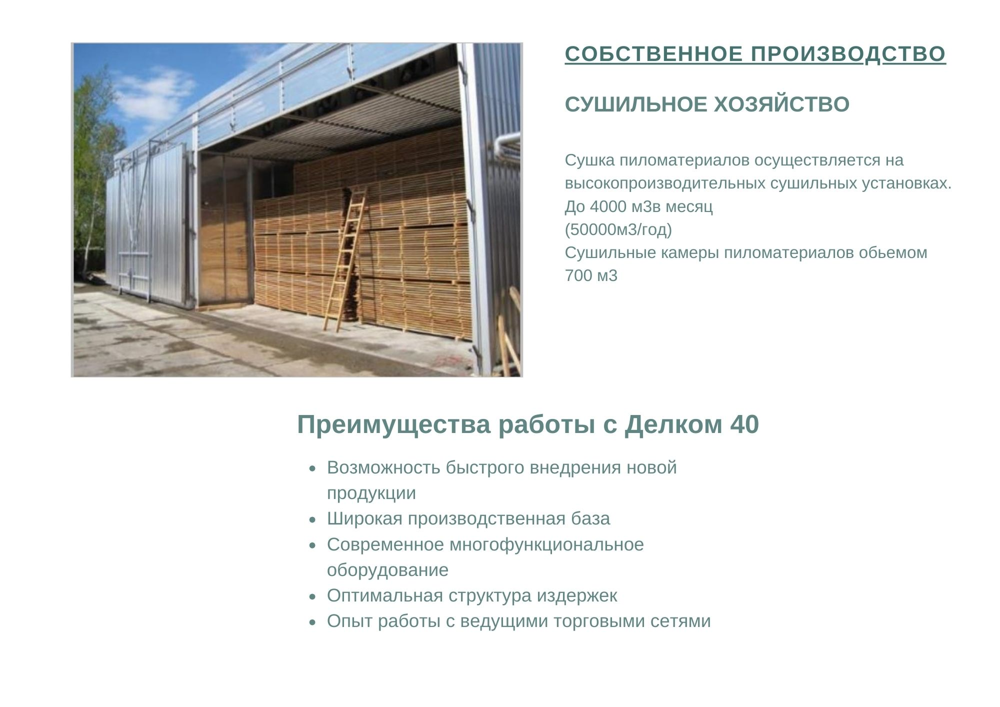 СОБСТВЕННОЕ ПРОИЗВОДСТВО
СУШИЛЬНОЕ ХОЗЯЙСТВО
Сушка пиломатериалов осуществляется на
высокопроизводительных сушильных установках.
До 4000 м3в месяц
(50000м3/год)
Сушильные камеры пиломатериалов обьемом
700 м3
Преимущества работы с Делком 40
• Возможность быстрого внедрения новой
продукции
• Широкая производственная база
• Современное многофункциональное
оборудование
• Оптимальная структура издержек
• Опыт работы с ведущими торговыми сетями